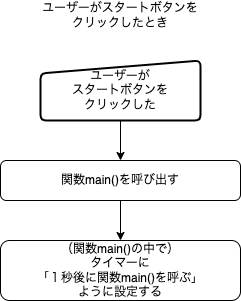 ユーザーがスタートボタンを
クリックしたとき
ユーザーが
スタートボタンを
クリックした
関数main()を呼び出す
（関数main()の中で）
タイマーに
「１秒後に関数main()を呼ぶ」
ように設定する